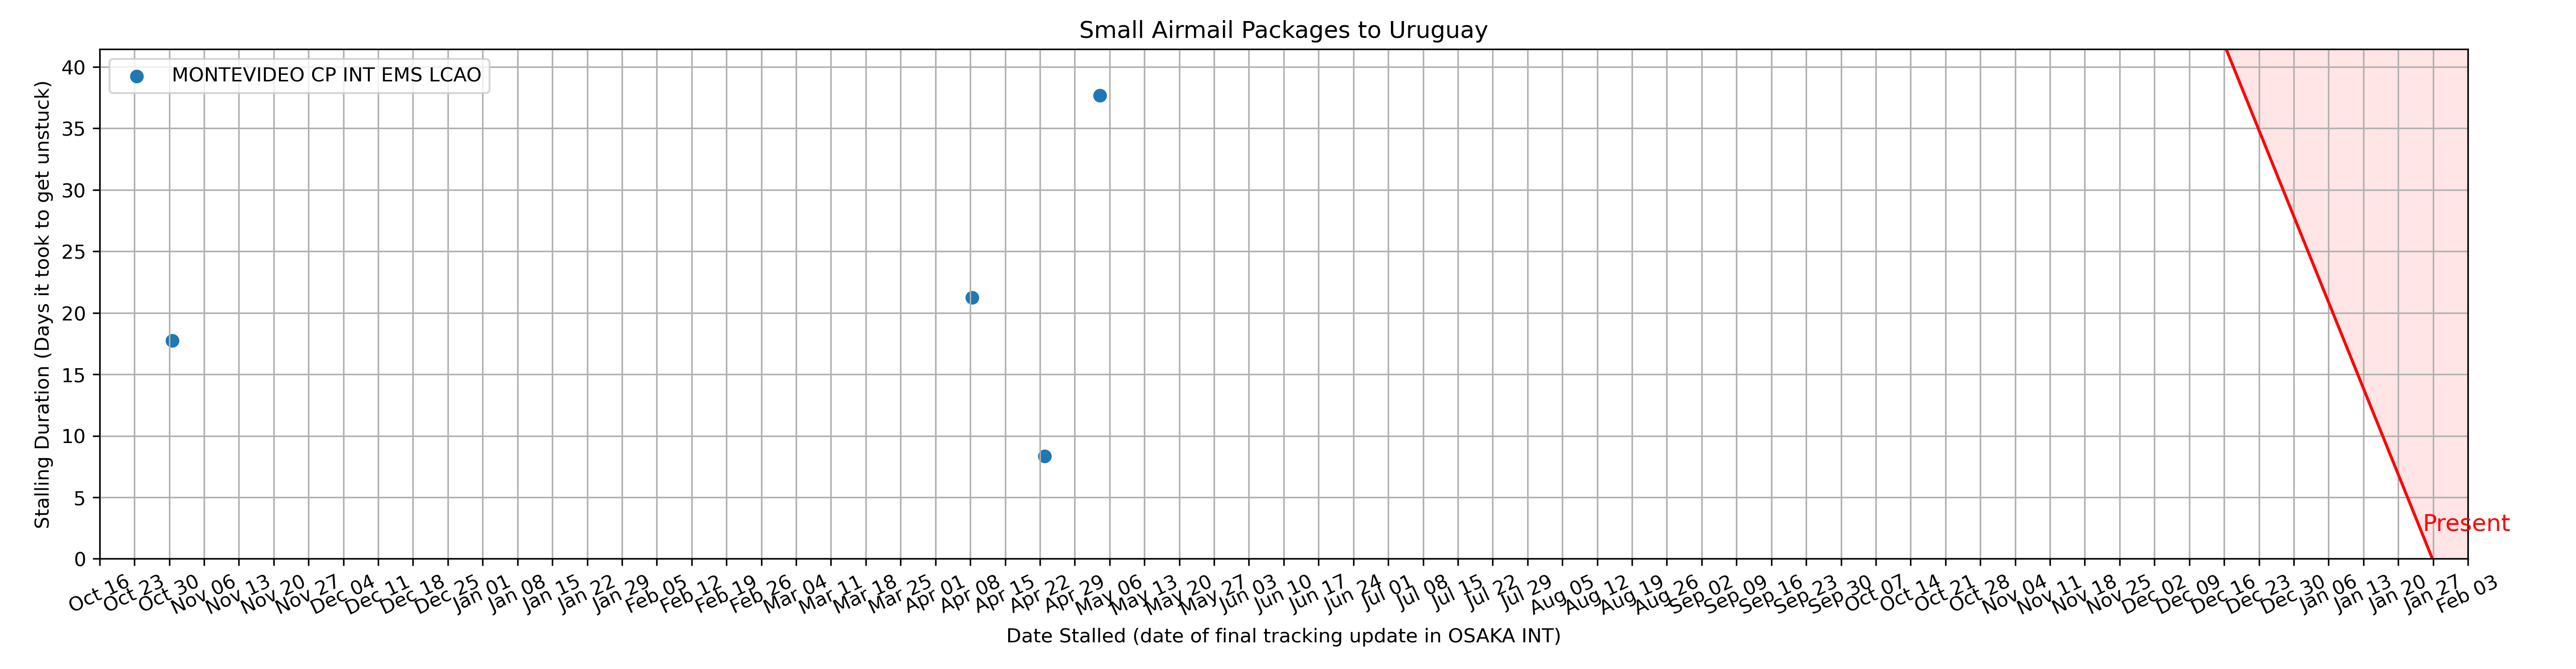 Small Airmail Packages to Uruguay
MONTEVIDEO CP INT EMS LCAO
Stalling Duration (Days it took to get unstuck)
40
35
30
25
20
15
10
5
0
Present
Oct 16
Oct 23
Oct 30
Nov 06
Nov 13
Nov 20
Nov 27
Dec 04
Dec 11
Dec 18
Dec 25
Jan 01
Jan 08
Jan 15
Jan 22
Jan 29
Feb 05
Feb 12
Feb 19
Feb 26
Mar 04
Mar 11
Mar 18
Mar 25
Apr 01
Apr 08
Apr 15
Apr 22
Apr 29
May 06
May 13
May 20
May 27
Jun 03
Jun 10
Jun 17
Jun 24
Jul 01
Jul 08
Jul 15
Jul 22
Jul 29
Aug 05
Aug 12
Aug 19
Aug 26
Sep 02
Sep 09
Sep 16
Sep 23
Sep 30
Oct 07
Oct 14
Oct 21
Oct 28
Nov 04
Nov 11
Nov 18
Nov 25
Dec 02
Dec 09
Dec 16
Dec 23
Dec 30
Jan 06
Jan 13
Jan 20
Jan 27
Feb 03
Date Stalled (date of final tracking update in OSAKA INT)